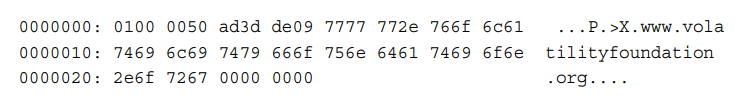 0000000: 0100 0050 ad3d de09 7777 772e 766f 6c61 ...P.>X.www.vola
0000010: 7469 6c69 7479 666f 756e 6461 7469 6f6e tilityfoundation
0000020: 2e6f 7267 0000 0000 .org....